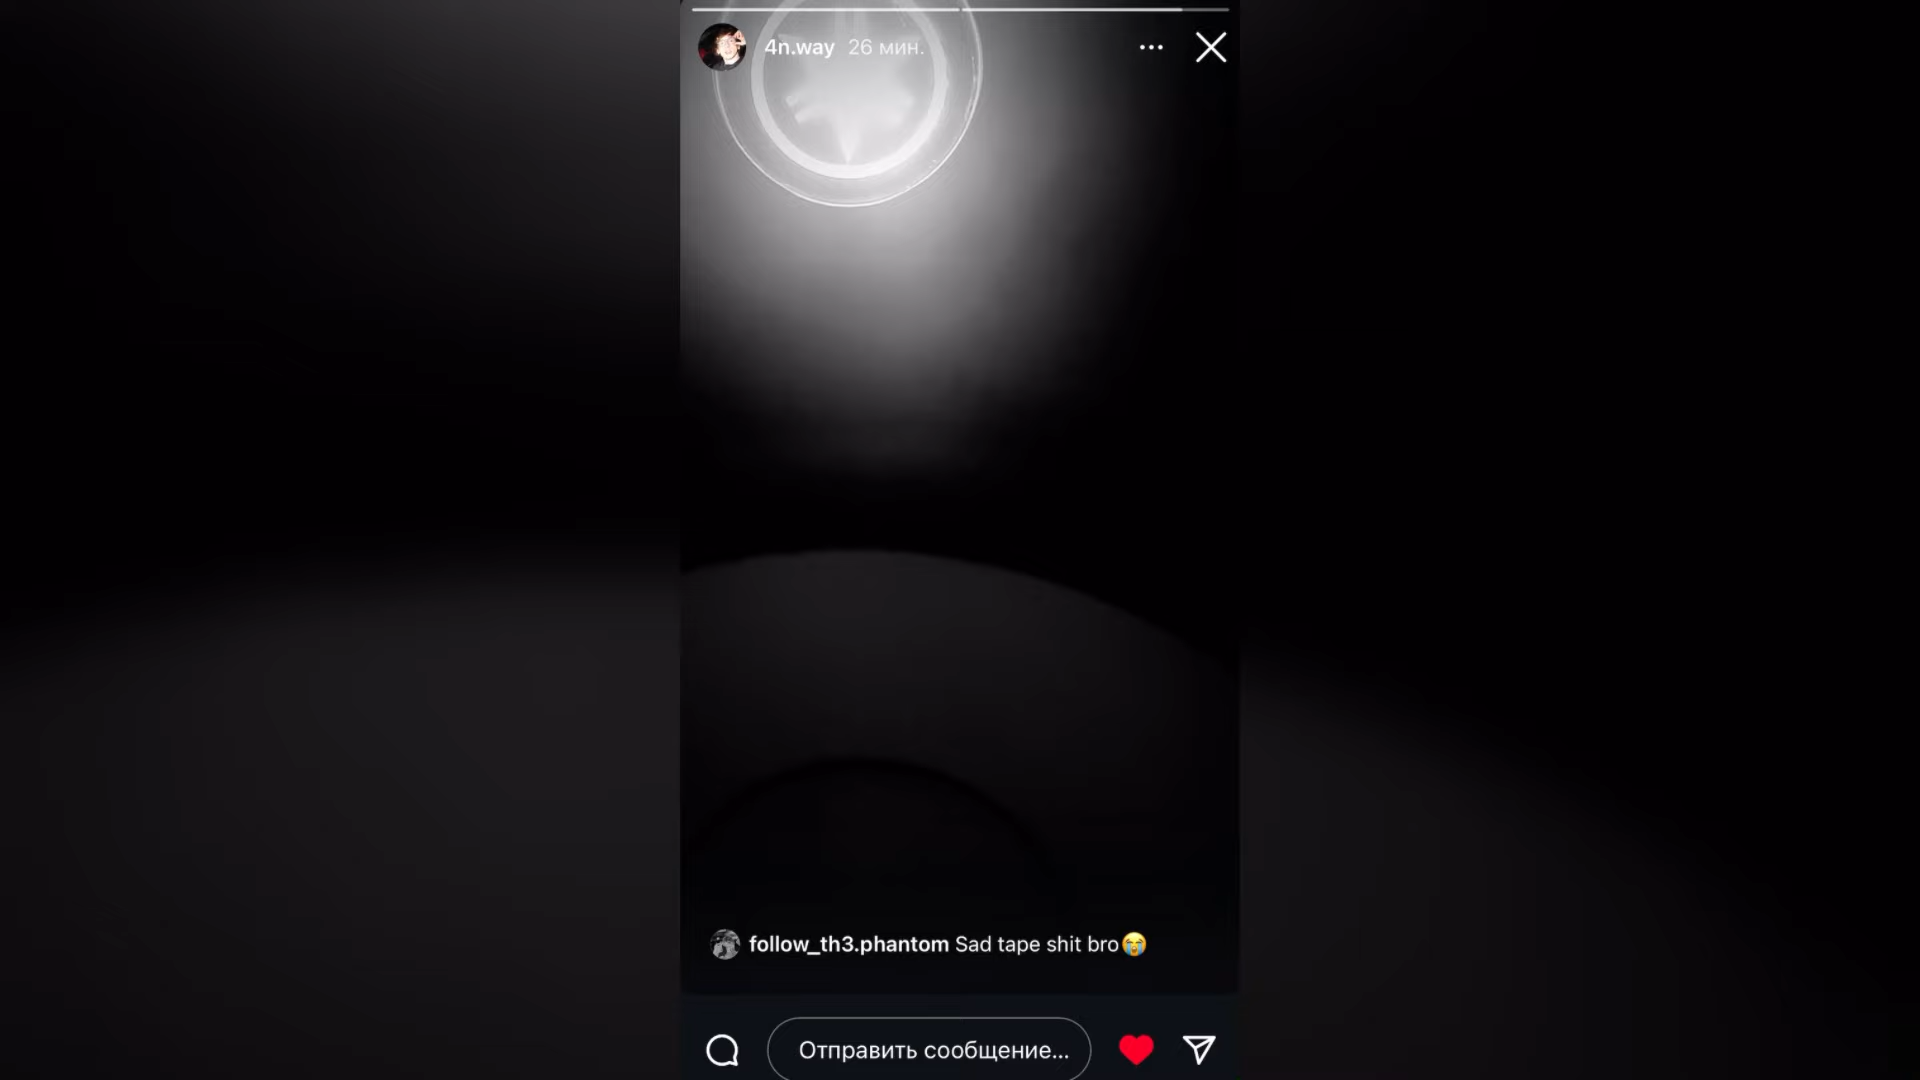 4n.way 26 мин.
follow_th3.phantom Sad tape shit bro😭
Отправить сообщение...